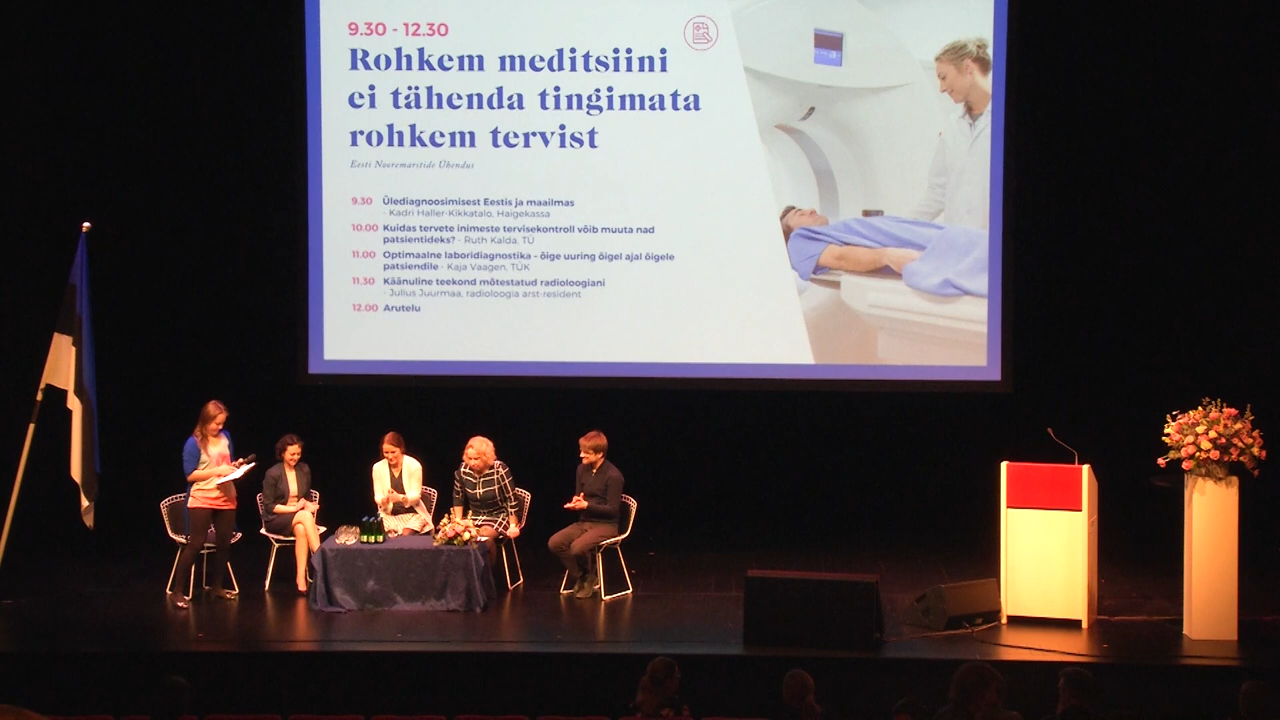 9.30 - 12.30
Rohkem meditsiini
ei tähenda tingimata
rohkem tervist
Eesti Nooremarstide Ühendus
9.30 Ülediagnoosimisest Eestis ja maailmas
- Kadri Haller-Kikkatalo, Haigekassa
10.00 Kuidas tervete inimeste tervisekontroll võib muuta nad
patsientideks? - Ruth Kalda, TÜ
11.00 Optimaalne laboridiagnostika - õige uuring õigel ajal õigele
patsiendile - Kaja Vaagen, TÜK
11.30 Käänuline teekond mõtestatud radioloogiani
- Julius Juurmaa, radioloogia arst-resident
12.00 Arutelu